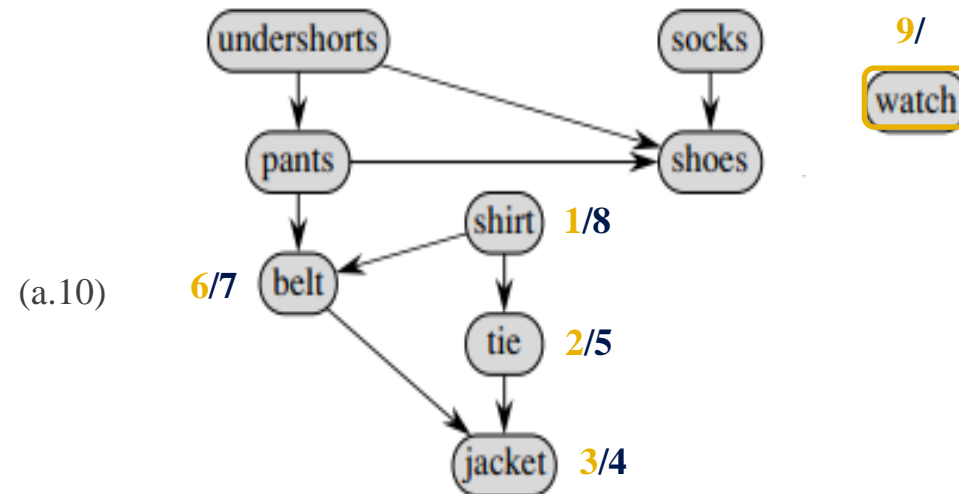 undershorts socks 9/
watch
pants shoes
shirt 1/8
(a.10) 6/7 belt
tie 2/5
jacket 3/4